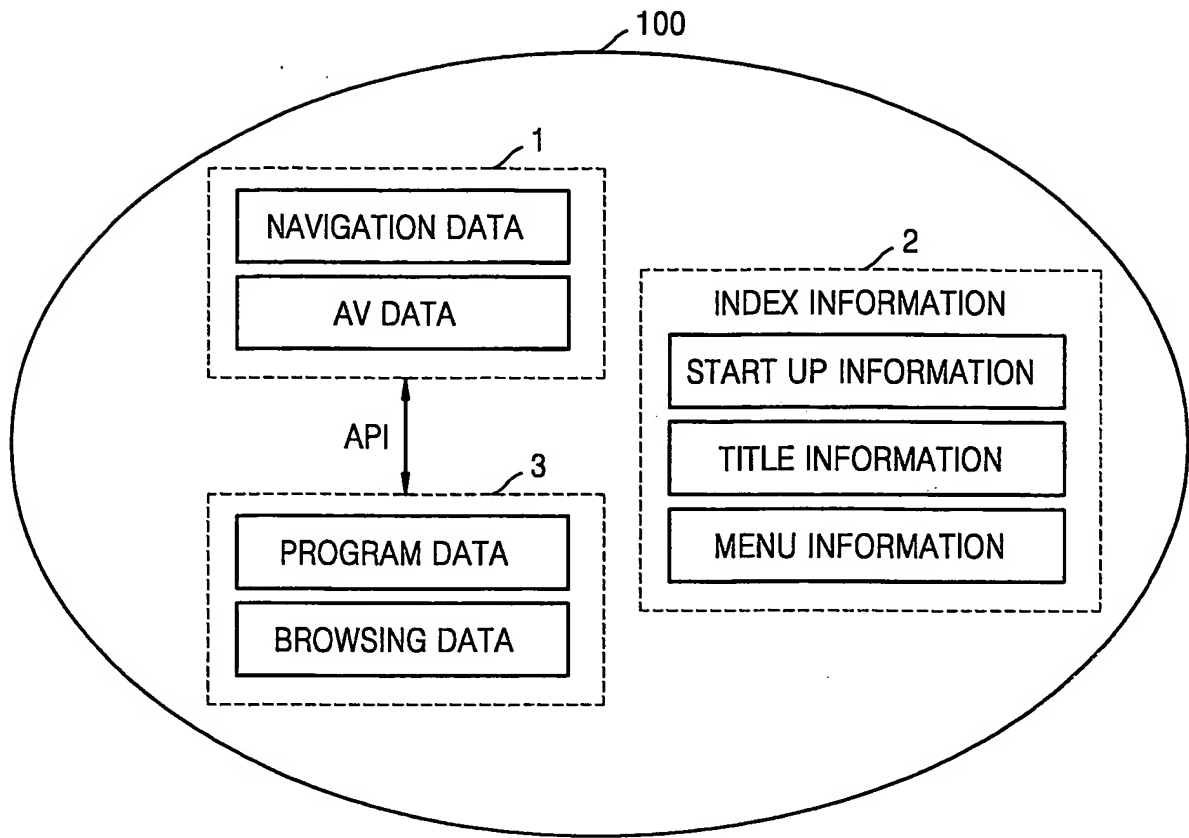 100
1
NAVIGATION DATA
AV DATA
API
3
PROGRAM DATA
BROWSING DATA
2
INDEX INFORMATION
START UP INFORMATION
TITLE INFORMATION
MENU INFORMATION